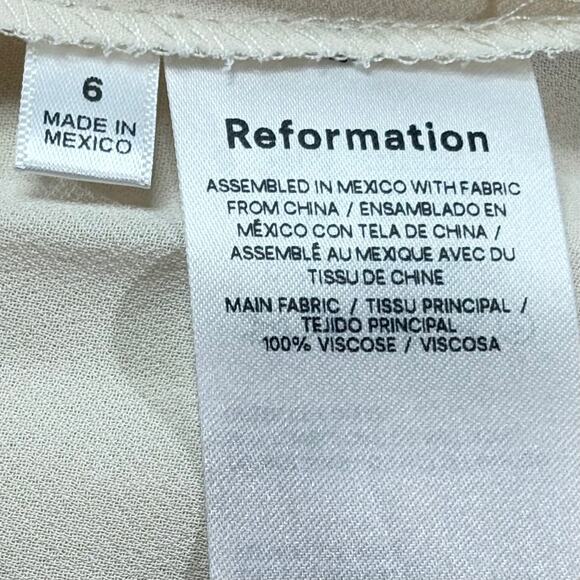 6
MADE IN
MEXICO
Reformation
ASSEMBLED IN MEXICO WITH FABRIC
FROM CHINA / ENSAMBLADO EN
MÉXICO CON TELA DE CHINA /
ASSEMBLÉ AU MEXIQUE AVEC DU
TISSU DE CHINE
MAIN FABRIC / TISSU PRINCIPAL /
TEJIDO PRINCIPAL
100% VISCOSE / VISCOSA